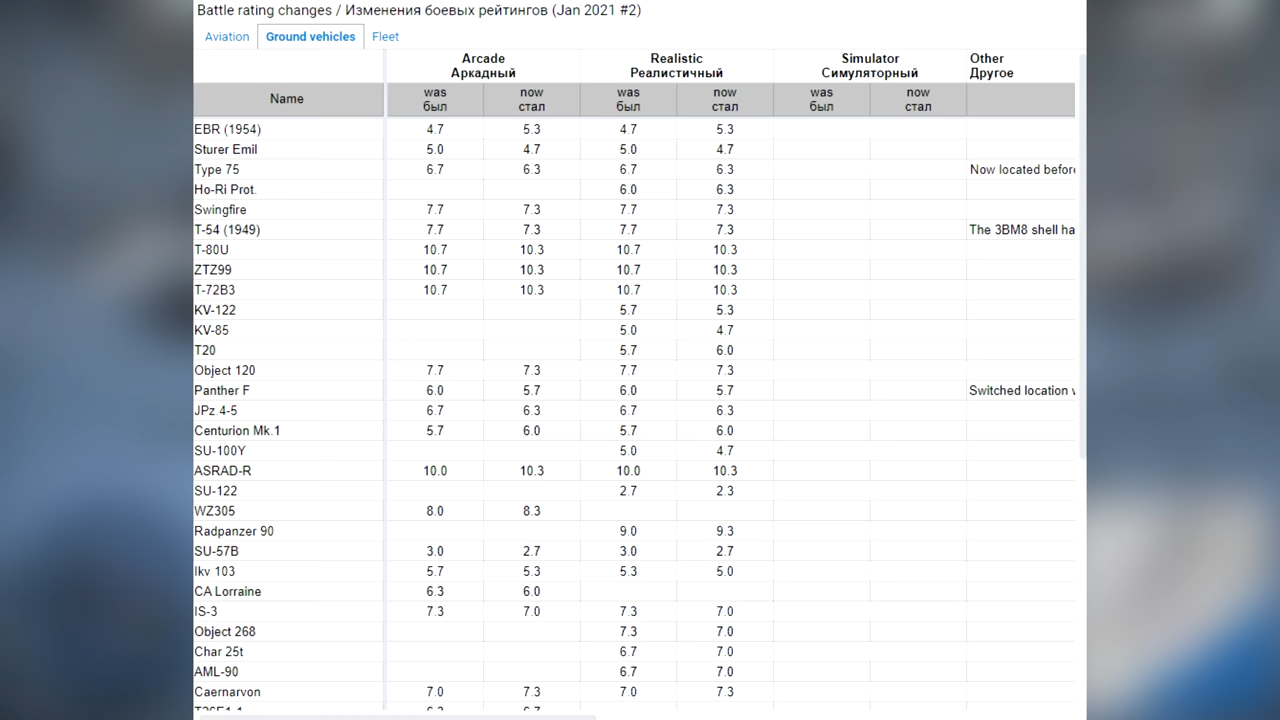 Battle rating changes / Изменения боевых рейтингов (Jan 2021 #2)
Aviation Ground vehicles Fleet
Arcade Realistic Simulator Other
Аркадный Реалистичный Симуляторный Другое
Name was now was now was now
был стал был стал был стал
EBR (1954) 4.7 5.3 4.7 5.3
Sturer Emil 5.0 4.7 5.0 4.7
Type 75 6.7 6.3 6.7 6.3 Now located before
Ho-Ri Prot. 6.0 6.3
Swingfire 7.7 7.3 7.7 7.3
T-54 (1949) 7.7 7.3 7.7 7.3 The 3BM8 shell ha
T-80U 10.7 10.3 10.7 10.3
ZTZ99 10.7 10.3 10.7 10.3
T-72B3 10.7 10.3 10.7 10.3
KV-122 5.7 5.3
KV-85 5.0 4.7
T20 5.7 6.0
Object 120 7.7 7.3 7.7 7.3
Panther F 6.0 5.7 6.0 5.7 Switched location
JPz 4-5 6.7 6.3 6.7 6.3
Centurion Mk.1 5.7 6.0 5.7 6.0
SU-100Y 5.0 4.7
ASRAD-R 10.0 10.3 10.0 10.3
SU-122 2.7 2.3
WZ305 8.0 8.3
Radpanzer 90 9.0 9.3
SU-57B 3.0 2.7 3.0 2.7
Ikv 103 5.7 5.3 5.3 5.0
CA Lorraine 6.3 6.0
IS-3 7.3 7.0 7.3 7.0
Object 268 7.3 7.0
Char 25t 6.7 7.0
AML-90 6.7 7.0
Caernarvon 7.0 7.3 7.0 7.3